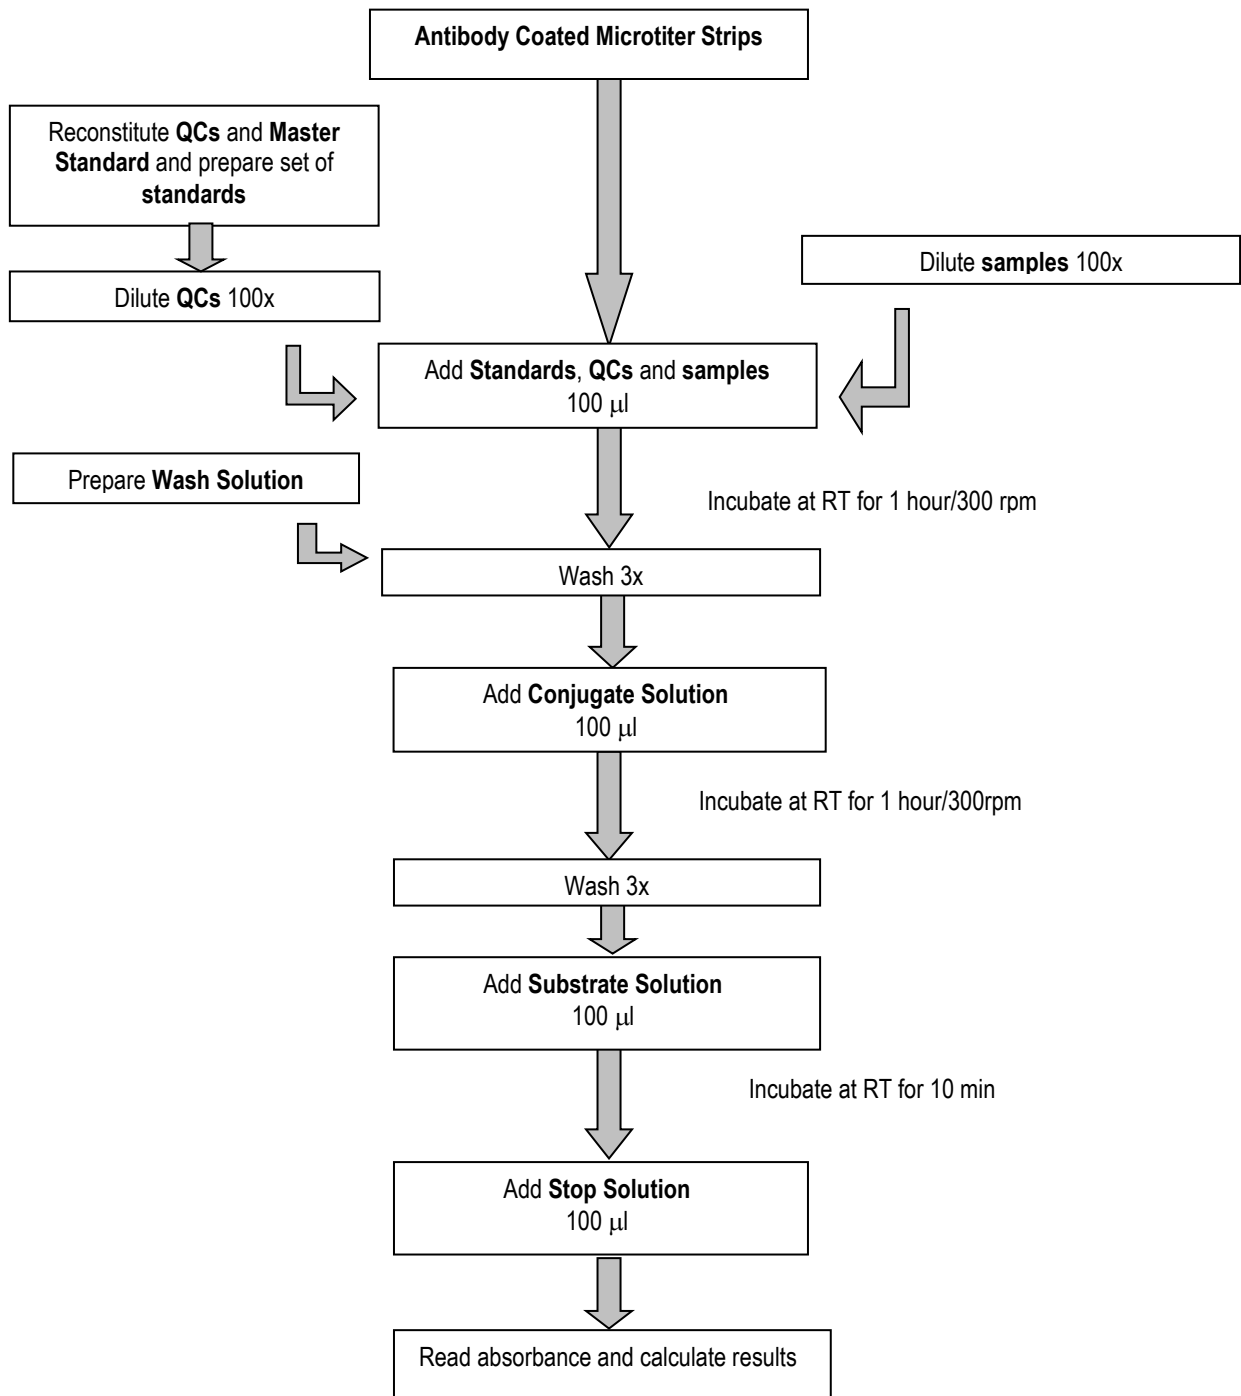 Antibody Coated Microtiter Strips
Reconstitute QCs and Master
Standard and prepare set of
standards
Dilute QCs 100x
Dilute samples 100x
Add Standards, QCs and samples
100 μl
Prepare Wash Solution
Incubate at RT for 1 hour/300 rpm
Wash 3x
Add Conjugate Solution
100 μl
Incubate at RT for 1 hour/300rpm
Wash 3x
Add Substrate Solution
100 μl
Incubate at RT for 10 min
Add Stop Solution
100 μl
Read absorbance and calculate results